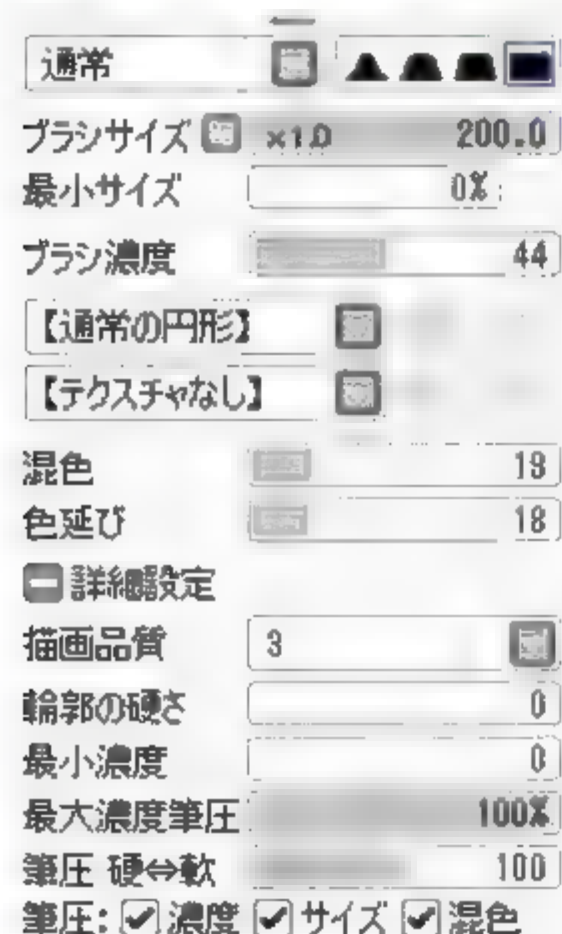 通常
ブラシサイズ ×1.0 200.0
最小サイズ 0%
ブラシ濃度 44
【通常の円形】
【テクスチャなし】
混色 19
色延び 18
詳細設定
描画品質 3
輪郭の硬さ 0
最小濃度 0
最大濃度筆圧 100%
筆圧 硬⇔軟 100
筆圧: 濃度 サイズ 混色